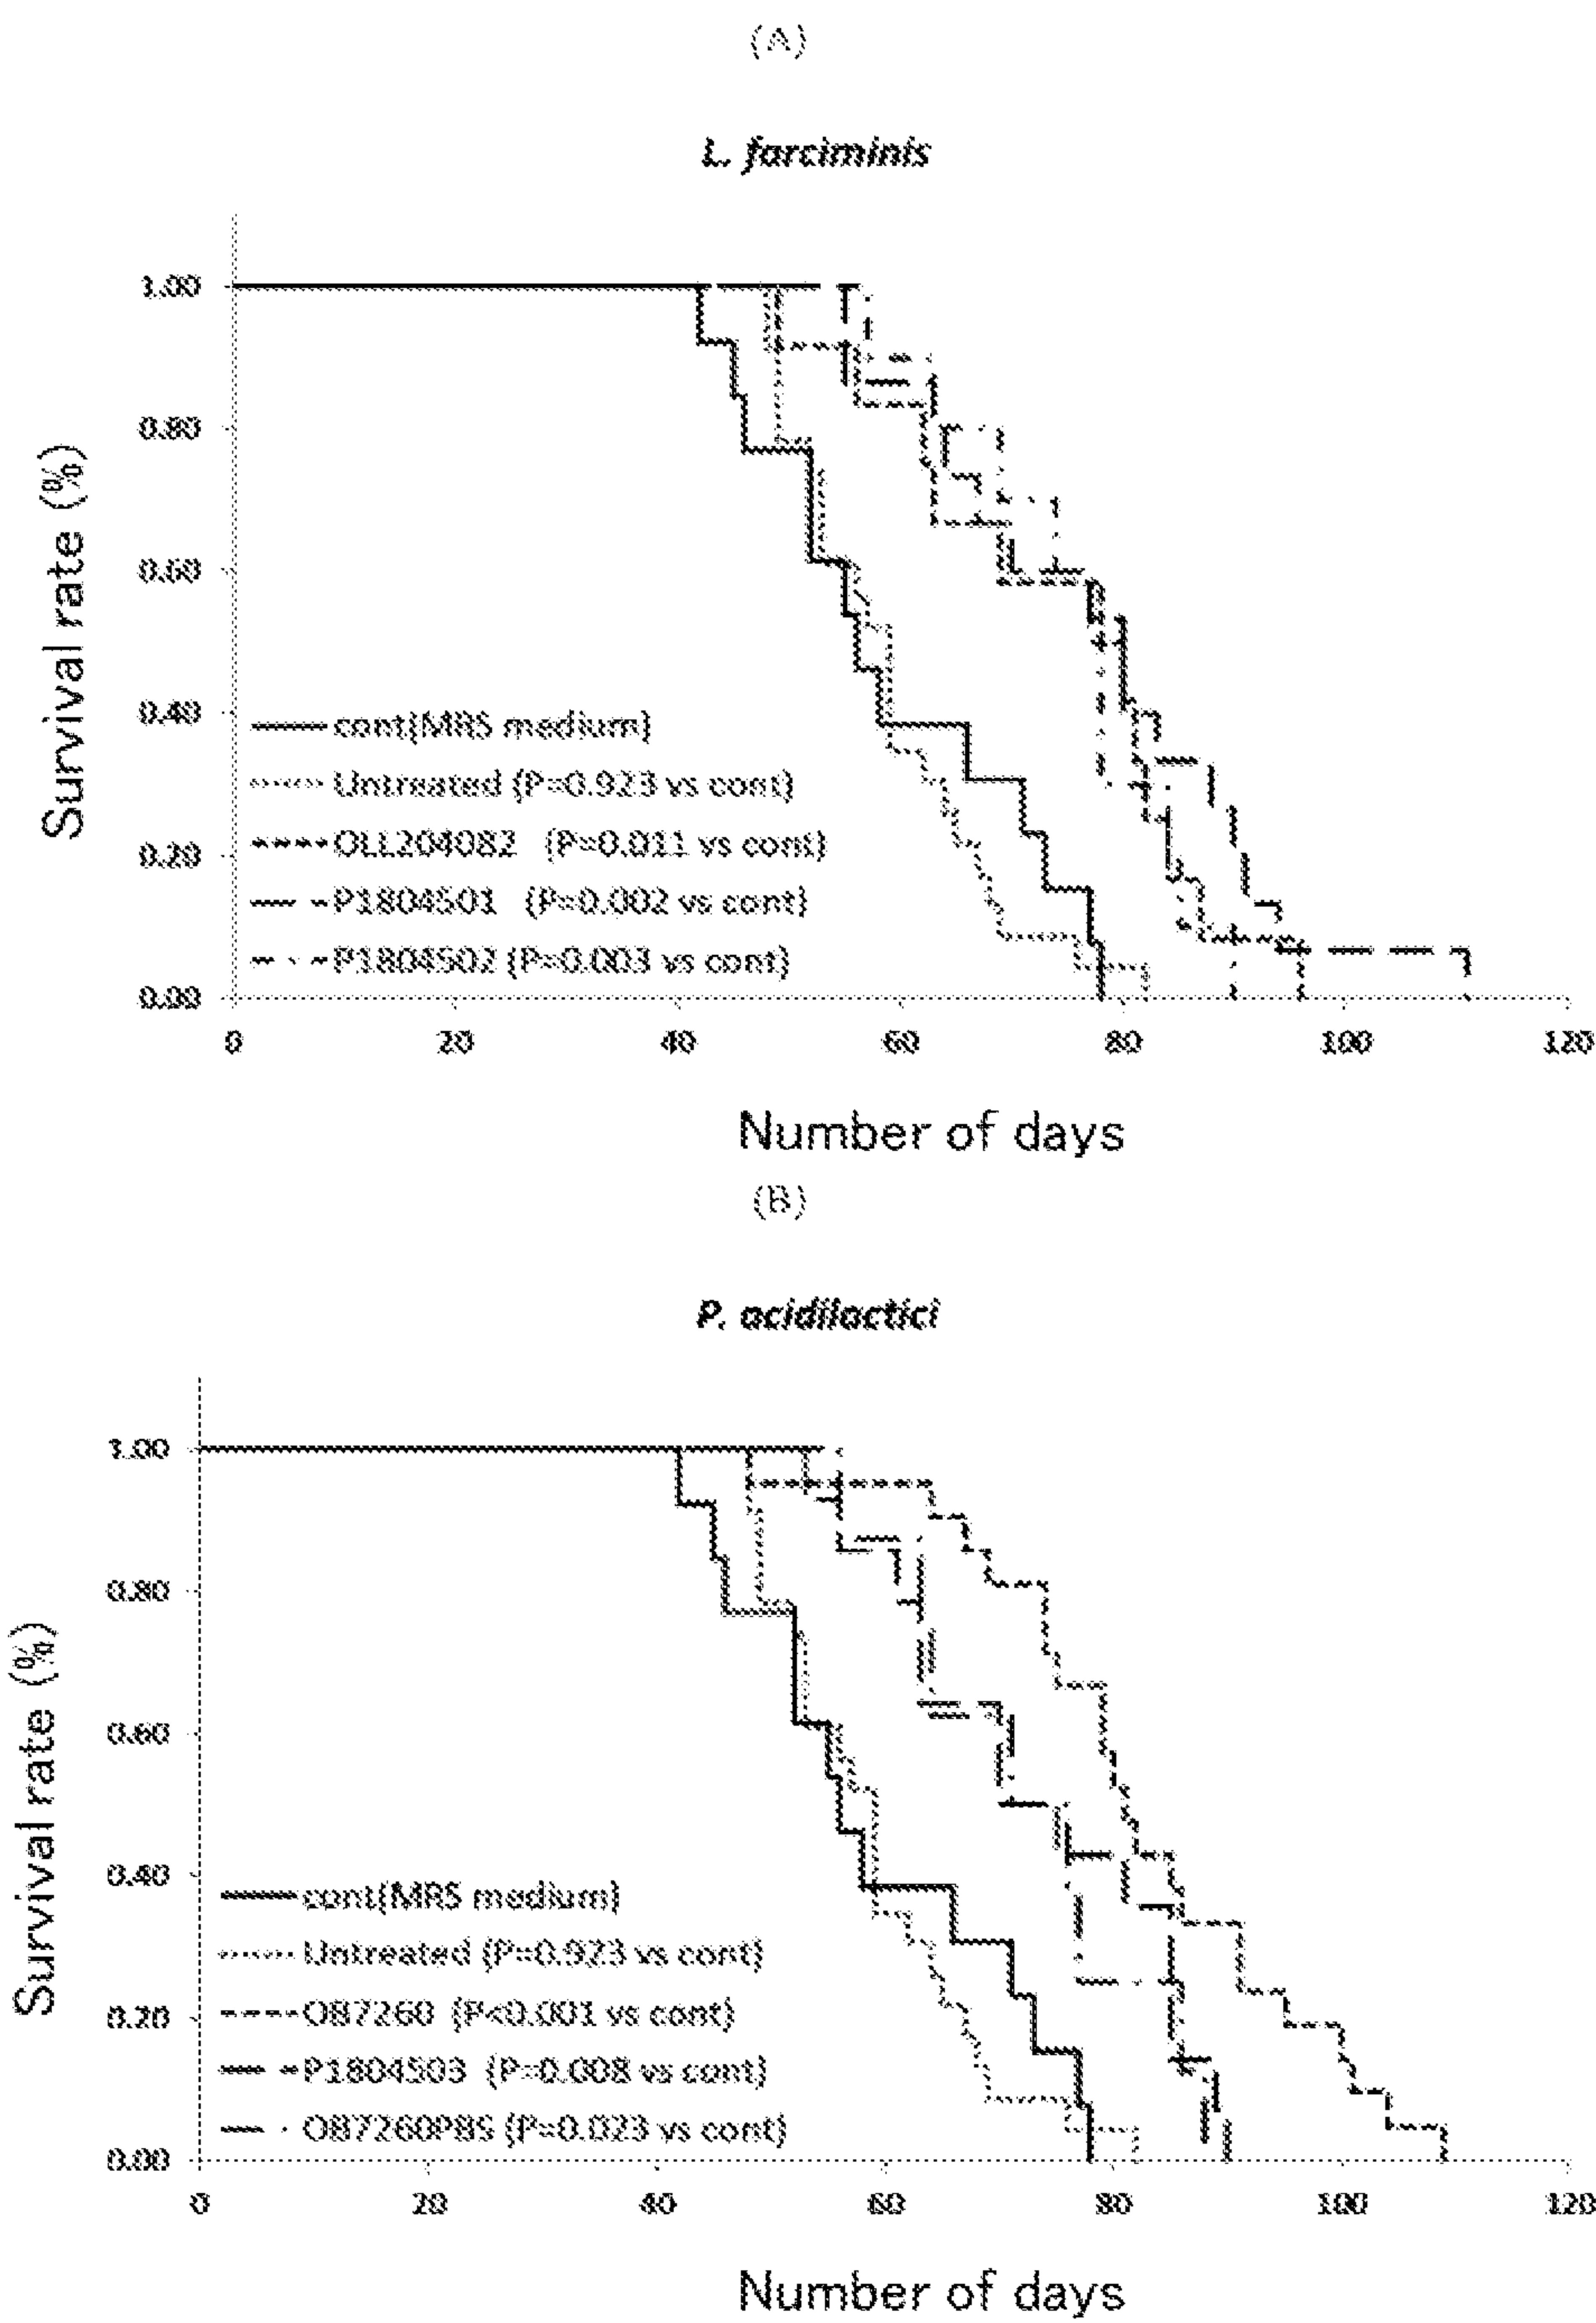 (A)
L. farciminis
Survival rate (%)
1.00
0.80
0.60
0.40
0.20
0.00
cont(MRS medium)
Untreated (P=0.923 vs cont)
OLL204082 (P=0.011 vs cont)
P1804501 (P=0.002 vs cont)
P1804502 (P=0.003 vs cont)
0 20 40 60 80 100 120
Number of days
(B)
P. acidilactici
Survival rate (%)
1.00
0.80
0.60
0.40
0.20
0.00
cont(MRS medium)
Untreated (P=0.923 vs cont)
OB7260 (P<0.001 vs cont)
P1804503 (P=0.008 vs cont)
OB7260PBS (P=0.023 vs cont)
0 20 40 60 80 100 120
Number of days